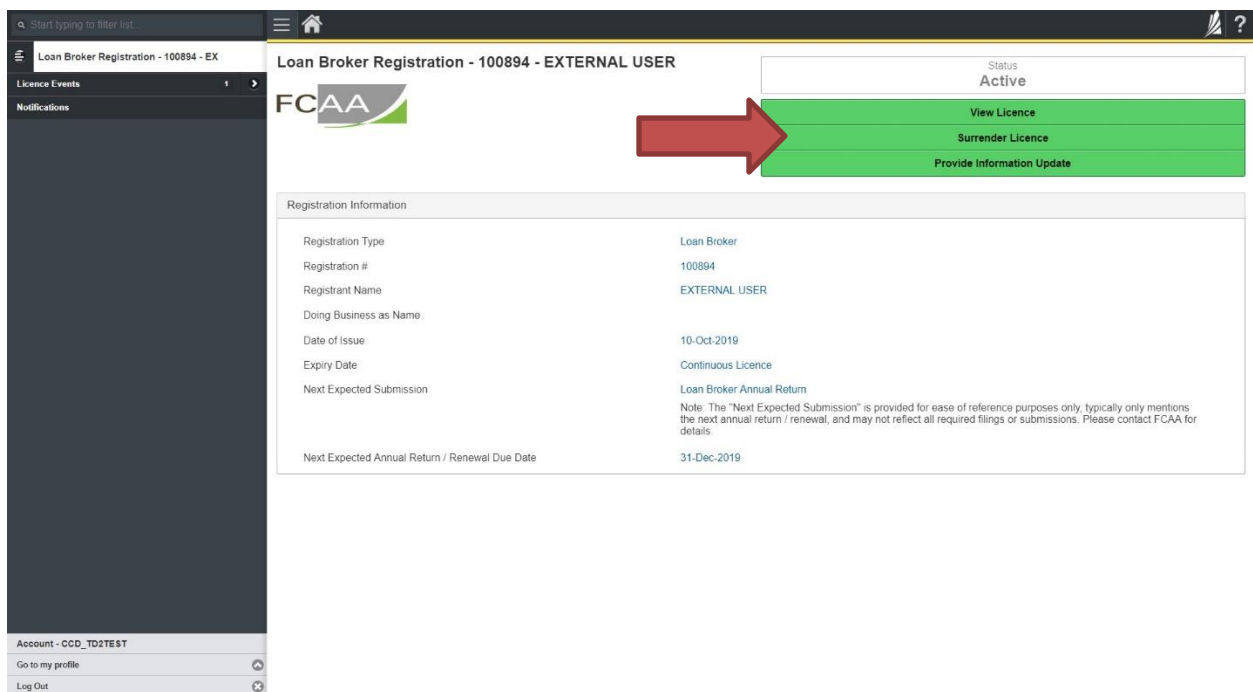 Start typing to filter list...
Loan Broker Registration - 100894 - EX
Licence Events 1
Notifications
?
Loan Broker Registration - 100894 - EXTERNAL USER
FCAA
Status
Active
View Licence
Surrender Licence
Provide Information Update
Registration Information
Registration Type Loan Broker
Registration # 100894
Registrant Name EXTERNAL USER
Doing Business as Name
Date of Issue 10-Oct-2019
Expiry Date Continuous Licence
Next Expected Submission Loan Broker Annual Return
Note: The "Next Expected Submission" is provided for ease of reference purposes only, typically only mentions
the next annual return / renewal, and may not reflect all required filings or submissions. Please contact FCAA for
details.
Next Expected Annual Return / Renewal Due Date 31-Dec-2019
Account - CCD_TD2TEST
Go to my profile
Log Out